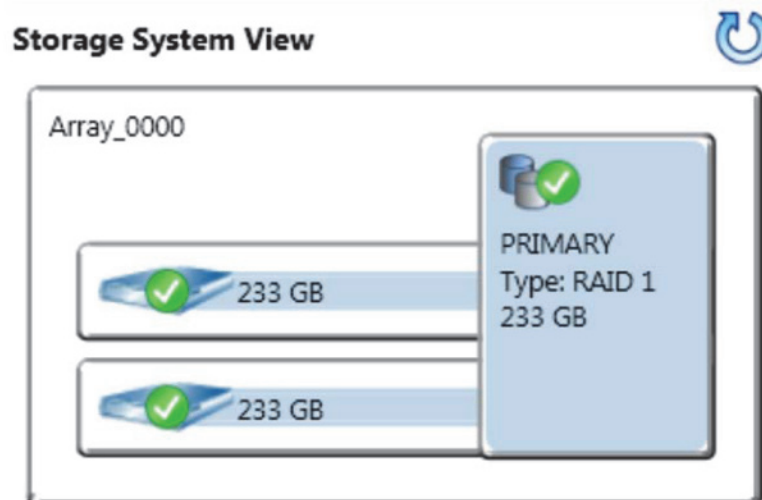 Storage System View
Array_0000
233 GB
233 GB
PRIMARY
Type: RAID 1
233 GB